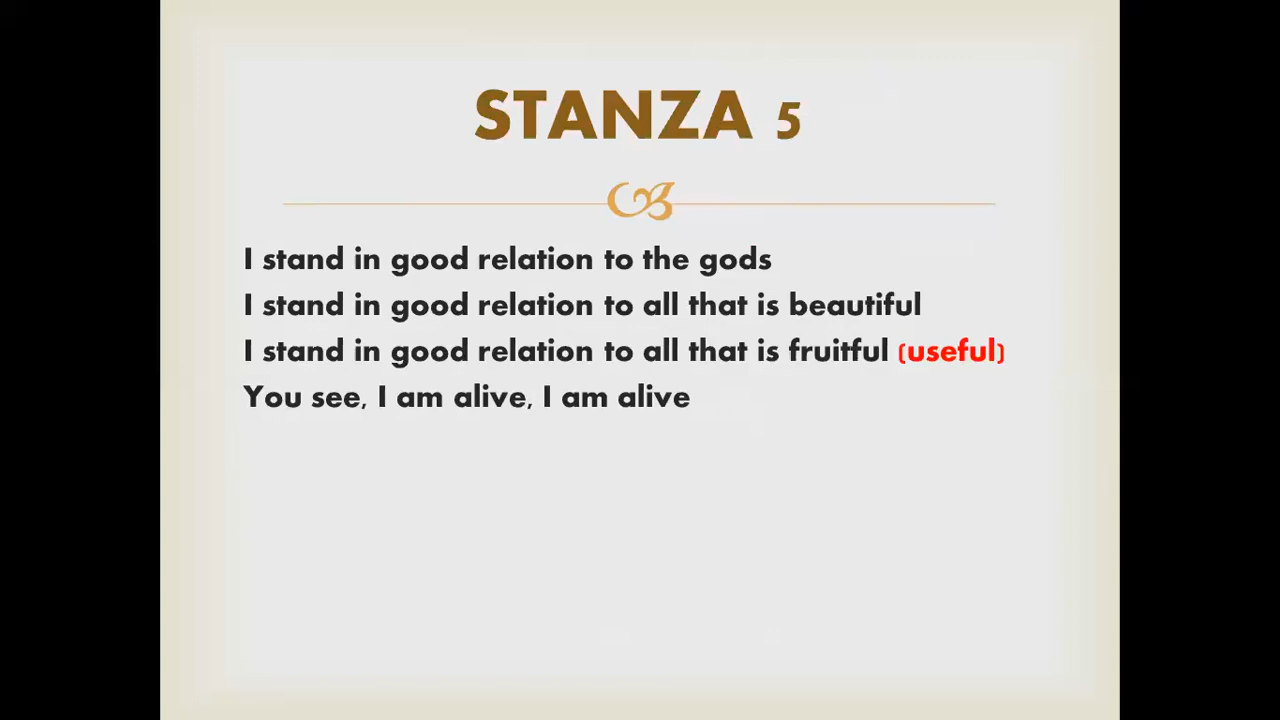 STANZA 5
I stand in good relation to the gods
I stand in good relation to all that is beautiful
I stand in good relation to all that is fruitful (useful)
You see, I am alive, I am alive